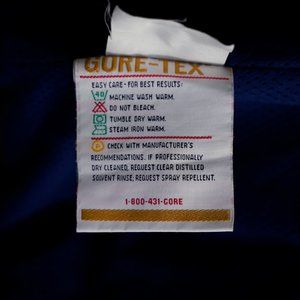 GORE-TEX
EASY CARE - FOR BEST RESULTS:
40 MACHINE WASH WARM.
DO NOT BLEACH.
TUMBLE DRY WARM.
STEAM IRON WARM.
CHECK WITH MANUFACTURER'S
RECOMMENDATIONS. IF PROFESSIONALLY
DRY CLEANED, REQUEST CLEAR DISTILLED
SOLVENT RINSE; REQUEST SPRAY REPELLENT.
1-800-431-GORE